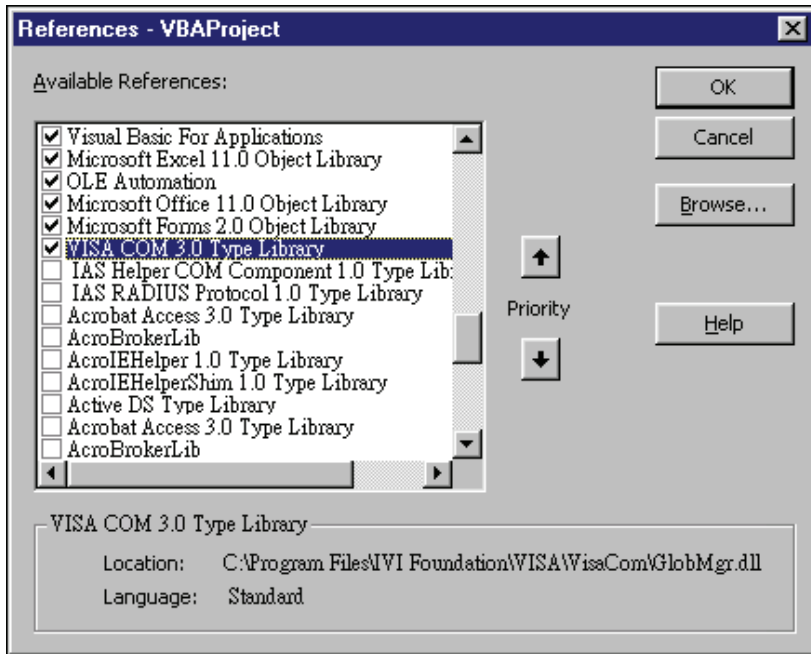 References - VBAProject
Available References:
Visual Basic For Applications
Microsoft Excel 11.0 Object Library
OLE Automation
Microsoft Office 11.0 Object Library
Microsoft Forms 2.0 Object Library
VISA COM 3.0 Type Library
IAS Helper COM Component 1.0 Type Lib:
IAS RADIUS Protocol 1.0 Type Library
Acrobat Access 3.0 Type Library
AcroBrokerLib
AcroIEHelper 1.0 Type Library
AcroIEHelperShim 1.0 Type Library
Active DS Type Library
Acrobat Access 3.0 Type Library
AcroBrokerLib
OK
Cancel
Browse...
Priority
Help
VISA COM 3.0 Type Library
Location: C:\Program Files\IVI Foundation\VISA\VisaCom\GlobMgr.dll
Language: Standard